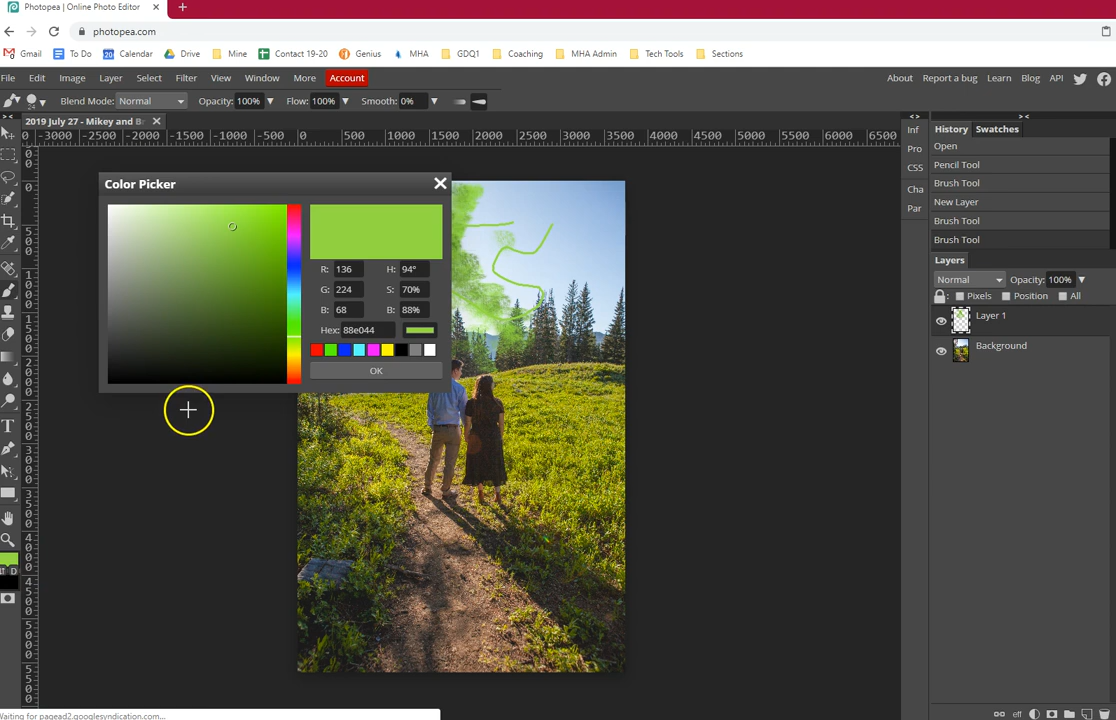 Photopea | Online Photo Editor
photopea.com
Gmail To Do Calendar Drive Mine Contact 19-20 Genius MHA GDQ1 Coaching MHA Admin Tech Tools Sections
File Edit Image Layer Select Filter View Window More Account About Report a bug Learn Blog API
Blend Mode: Normal Opacity: 100% Flow: 100% Smooth: 0%
2019 July 27 - Mikey and Br
-3000 -2500 -2000 -1500 -1000 -500 0 500 1000 1500 2000 2500 3000 3500 4000 4500 5000 5500 6000 6500
Color Picker
R: 136 H: 94°
G: 224 S: 70%
B: 68 B: 88%
Hex: 88e044
OK
Inf
Pro
CSS
Cha
Par
History Swatches
Open
Pencil Tool
Brush Tool
New Layer
Brush Tool
Brush Tool
Layers
Normal Opacity: 100%
Pixels Position All
Layer 1
Background
D
eff
Waiting for pagead2.googlesyndication.com...